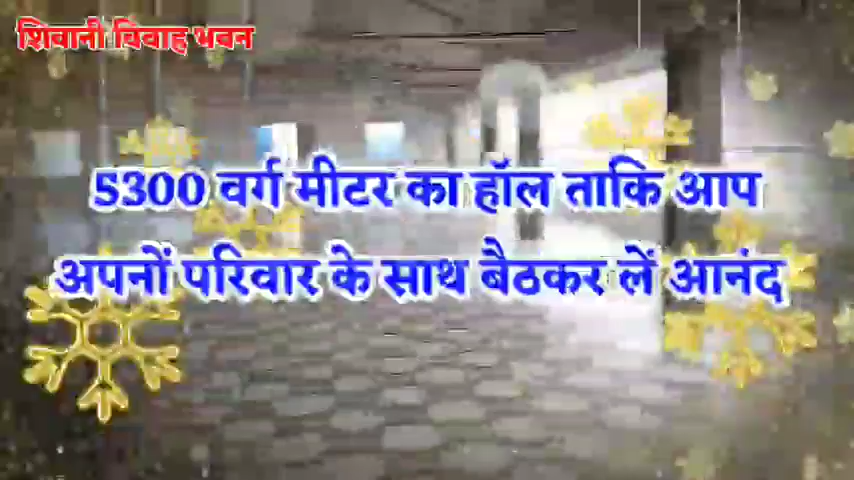 शिवानी विवाह भवन
5300 वर्ग मीटर का हॉल ताकि आप
अपनों परिवार के साथ बैठकर लें आनंद